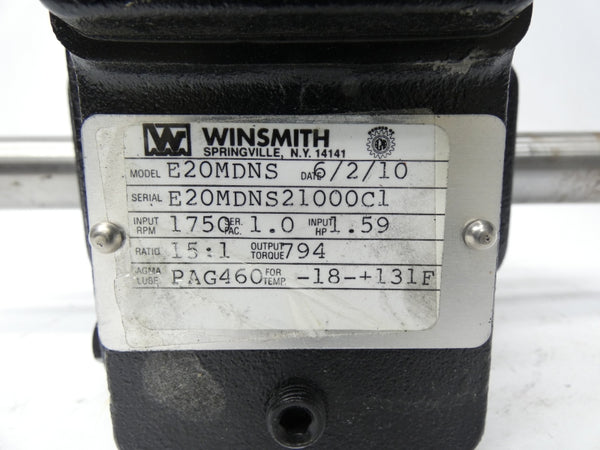 W WINSMITH
SPRINGVILLE, N.Y. 14141
MODEL E20MDNS DATE 6/2/10
SERIAL E20MDNS21000C1
INPUT RPM 1750 SER. FAC. 1.0 INPUT HP 1.59
RATIO 15:1 OUTPUT TORQUE 794
AGMA LUBE PAG460 FOR TEMP -18-+131F